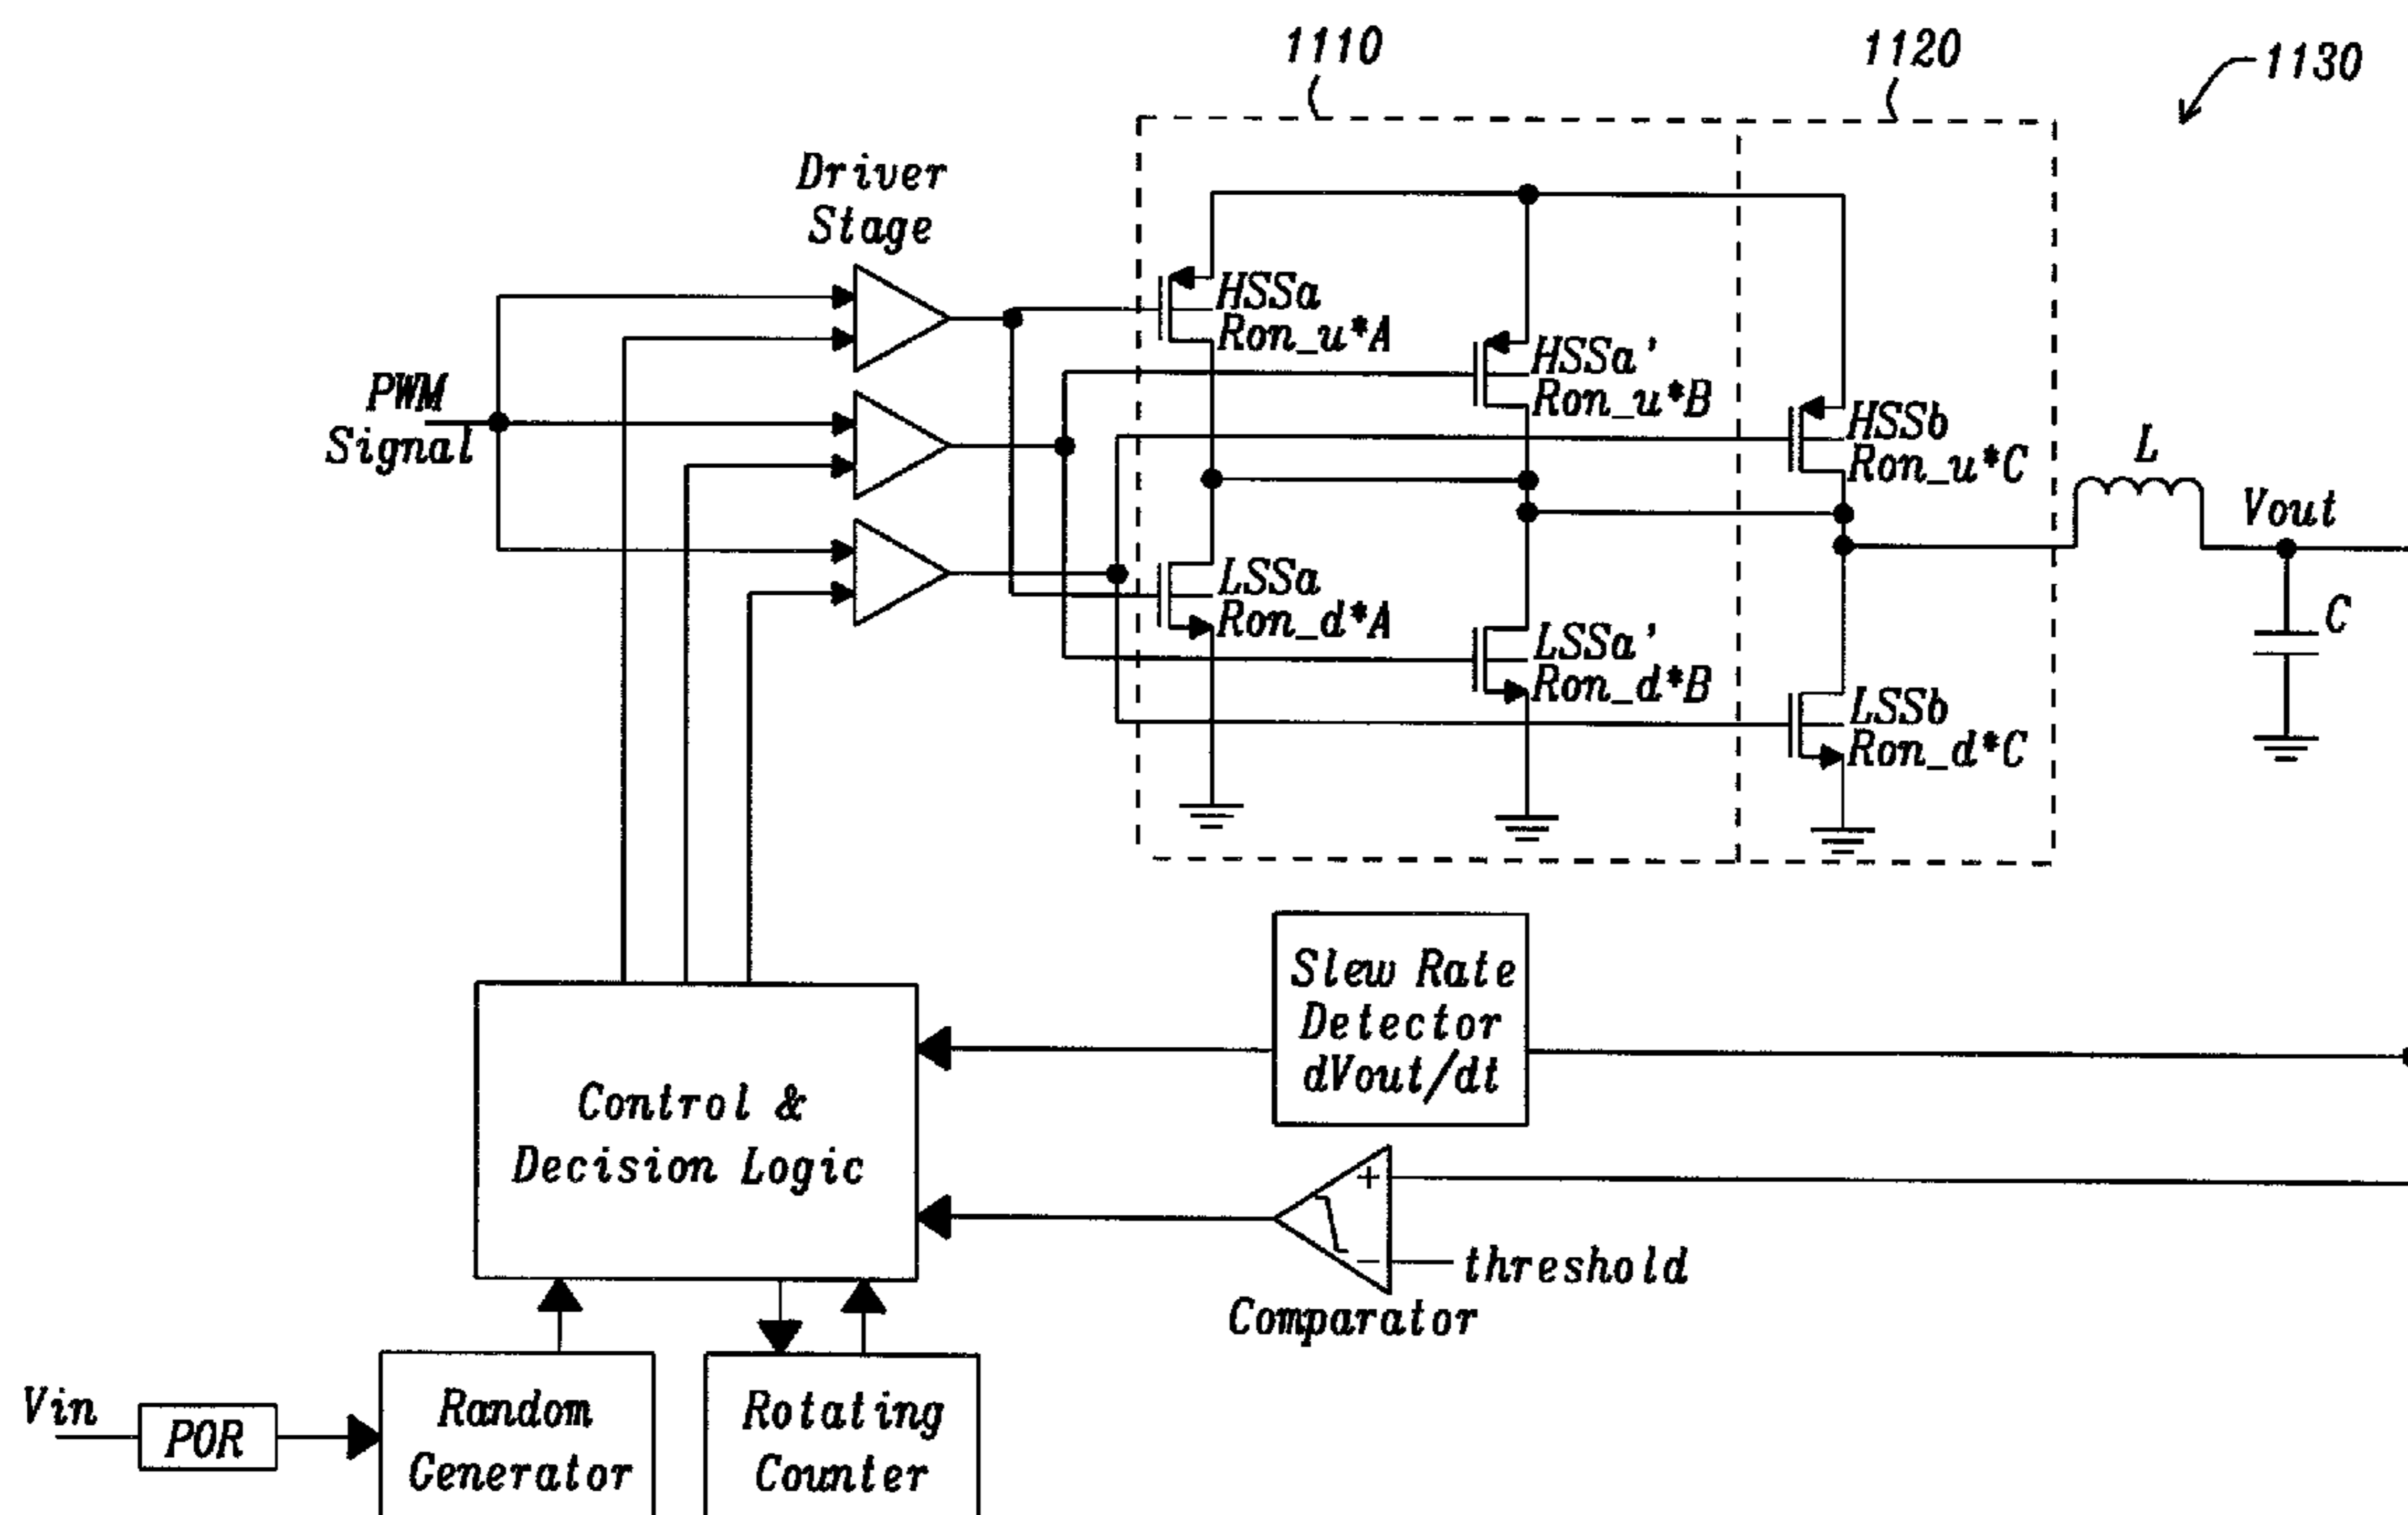 1110
1120
1130
Driver
Stage
HSSa
Ron_u*A
HSSa'
Ron_u*B
PWM
Signal
HSSb
Ron_u*C
L
Vout
LSSa
Ron_d*A
C
LSSa'
Ron_d*B
LSSb
Ron_d*C
Slew Rate
Detector
dVout/dt
Control &
Decision Logic
+
−
threshold
Comparator
Vin
POR
Random
Generator
Rotating
Counter